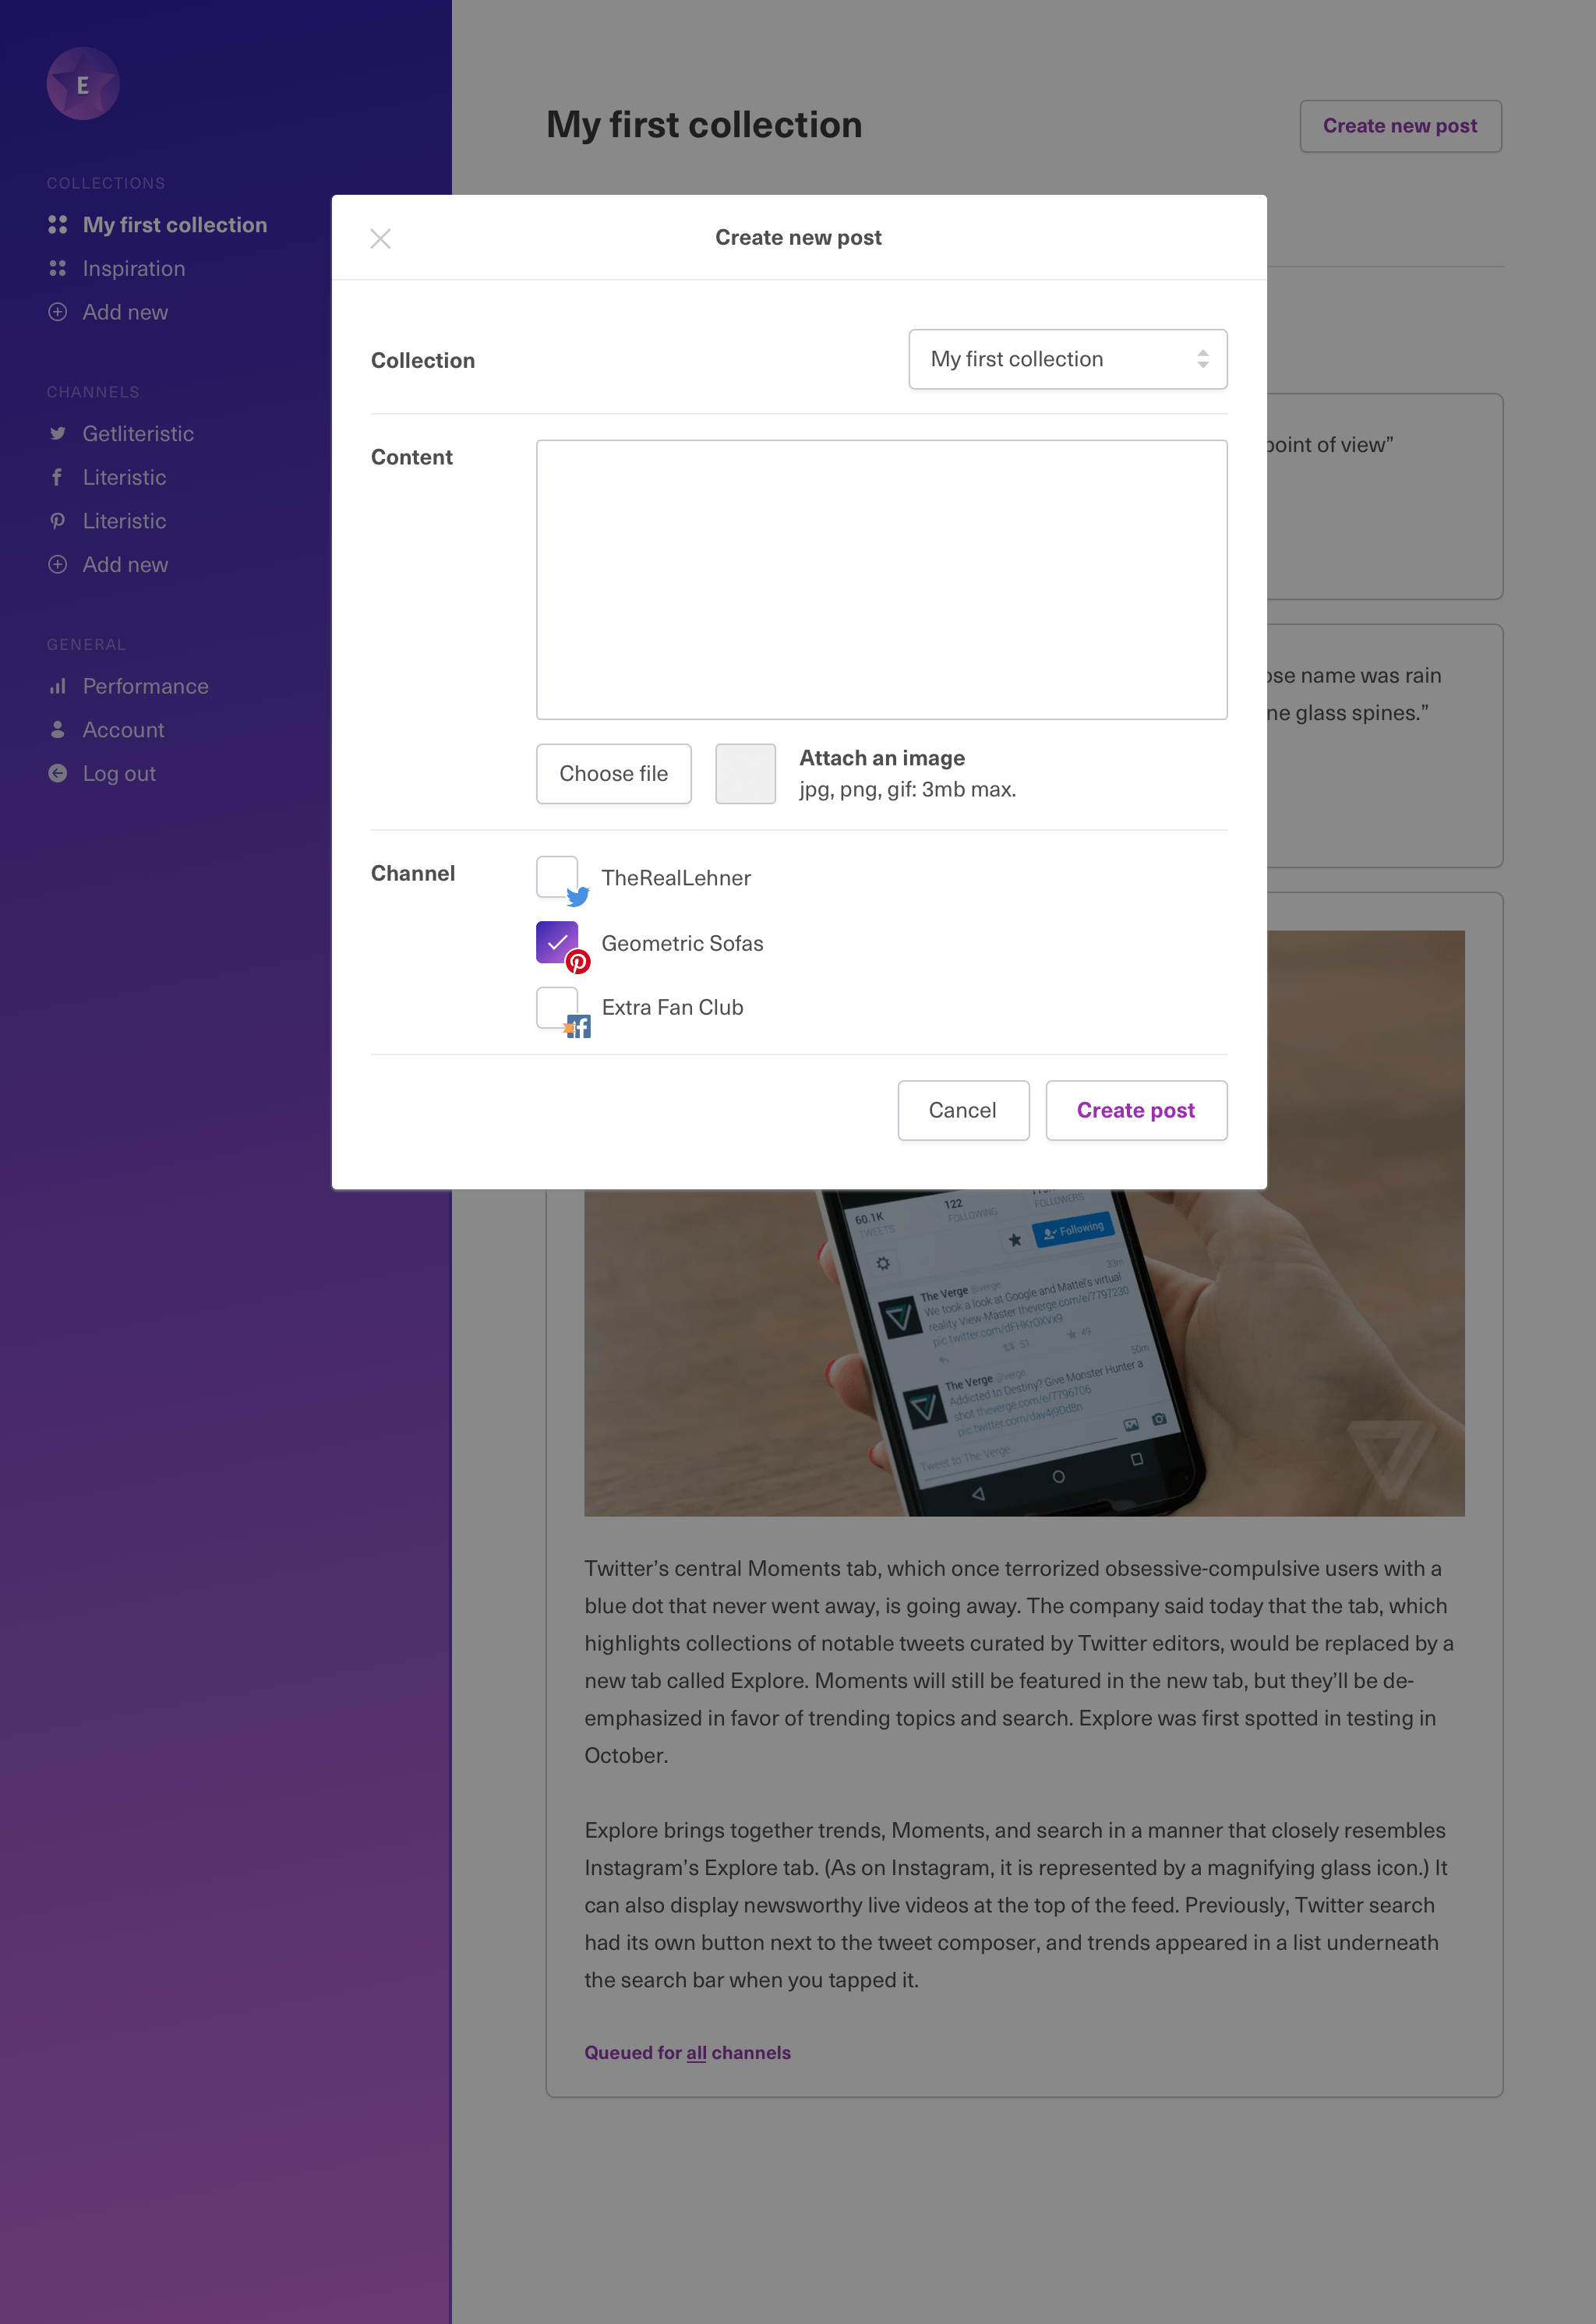 E
COLLECTIONS
My first collection
Inspiration
Add new
CHANNELS
Getliteristic
Literistic
Literistic
Add new
GENERAL
Performance
Account
Log out
My first collection
Create new post
Create new post
Collection
My first collection
Content
Choose file
Attach an image
jpg, png, gif: 3mb max.
Channel
TheRealLehner
Geometric Sofas
Extra Fan Club
Cancel
Create post
point of view”
name was rain
glass spines.”
60.1K
TWEETS
122
FOLLOWING
FOLLOWERS
Following
33m
The Verge @verge
We took a look at Google and Mattel's virtual
reality View-Master theverge.com/e/7797230
pic.twitter.com/dFHKrOXVx9
51
49
50m
The Verge @verge
Addicted to Destiny? Give Monster Hunter a
shot theverge.com/e/7796706
pic.twitter.com/dav4j9Dd8n
Tweet to The Verge
Twitter’s central Moments tab, which once terrorized obsessive-compulsive users with a
blue dot that never went away, is going away. The company said today that the tab, which
highlights collections of notable tweets curated by Twitter editors, would be replaced by a
new tab called Explore. Moments will still be featured in the new tab, but they’ll be de-
emphasized in favor of trending topics and search. Explore was first spotted in testing in
October.
Explore brings together trends, Moments, and search in a manner that closely resembles
Instagram’s Explore tab. (As on Instagram, it is represented by a magnifying glass icon.) It
can also display newsworthy live videos at the top of the feed. Previously, Twitter search
had its own button next to the tweet composer, and trends appeared in a list underneath
the search bar when you tapped it.
Queued for all channels